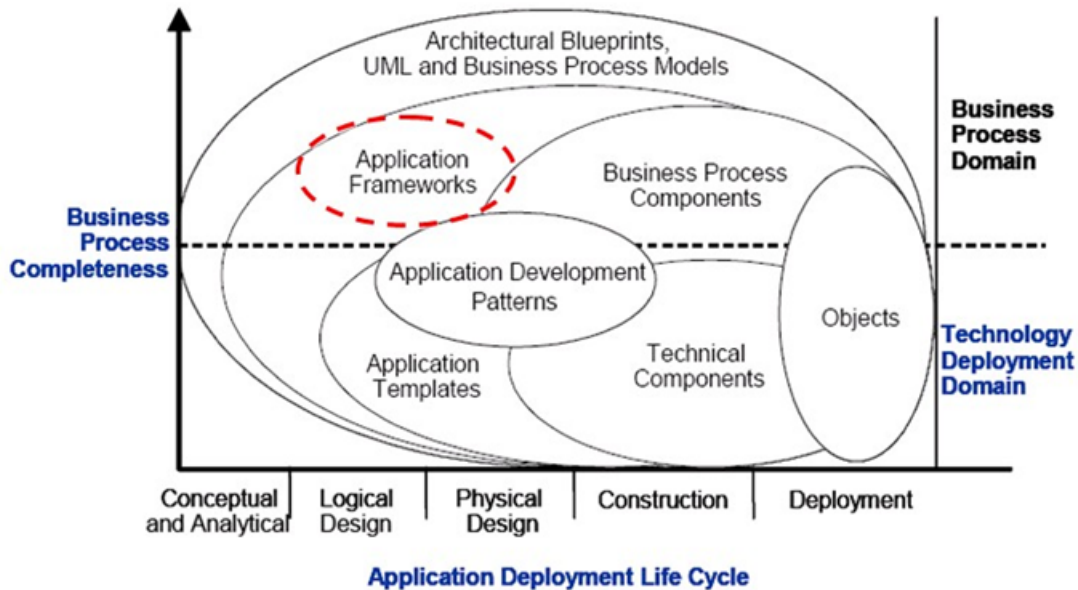 Architectural Blueprints,
UML and Business Process Models
Application
Frameworks
Business Process
Components
Business
Process
Domain
Business
Process
Completeness
Application Development
Patterns
Objects
Application
Templates
Technical
Components
Technology
Deployment
Domain
Conceptual
and Analytical
Logical
Design
Physical
Design
Construction
Deployment
Application Deployment Life Cycle